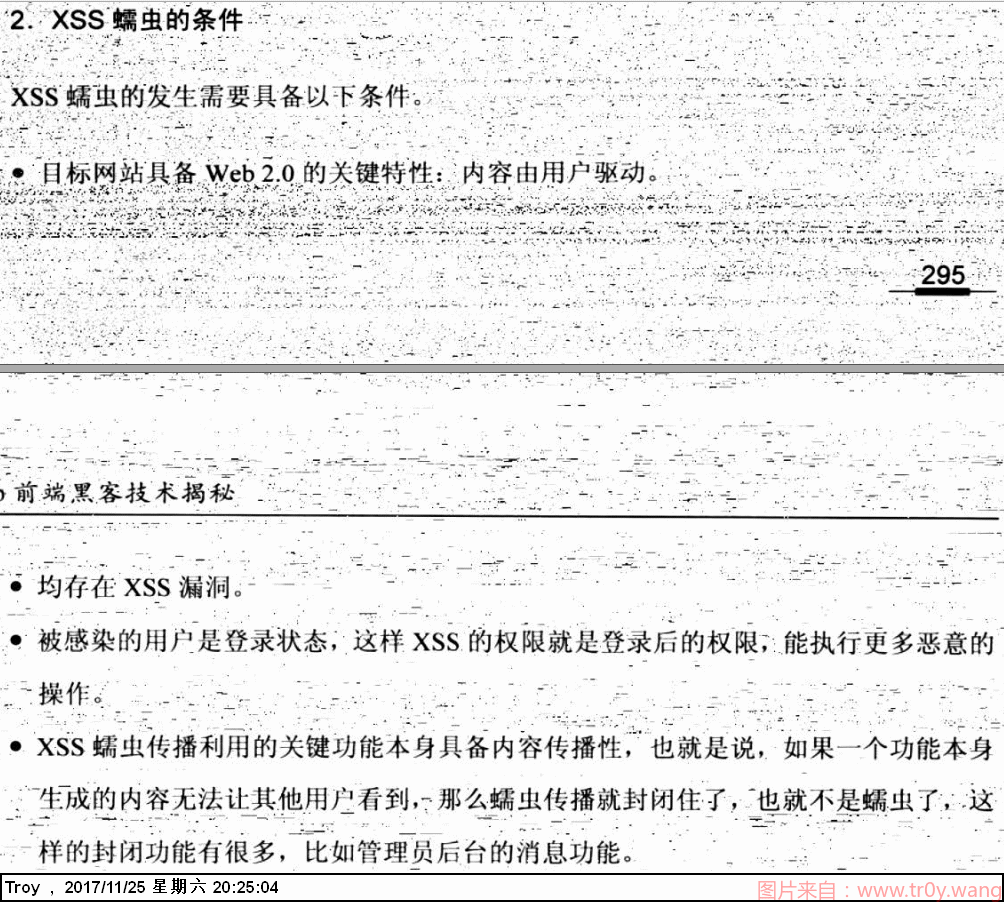 2. XSS 蠕虫的条件
XSS 蠕虫的发生需要具备以下条件。
● 目标网站具备 Web 2.0 的关键特性：内容由用户驱动。
295
前端黑客技术揭秘
● 均存在 XSS 漏洞。
● 被感染的用户是登录状态，这样 XSS 的权限就是登录后的权限，能执行更多恶意的
操作。
● XSS 蠕虫传播利用的关键功能本身具备内容传播性，也就是说，如果一个功能本身
生成的内容无法让其他用户看到，那么蠕虫传播就封闭住了，也就不是蠕虫了，这
样的封闭功能有很多，比如管理员后台的消息功能。
Troy , 2017/11/25 星期六 20:25:04
图片来自：www.tr0y.wang